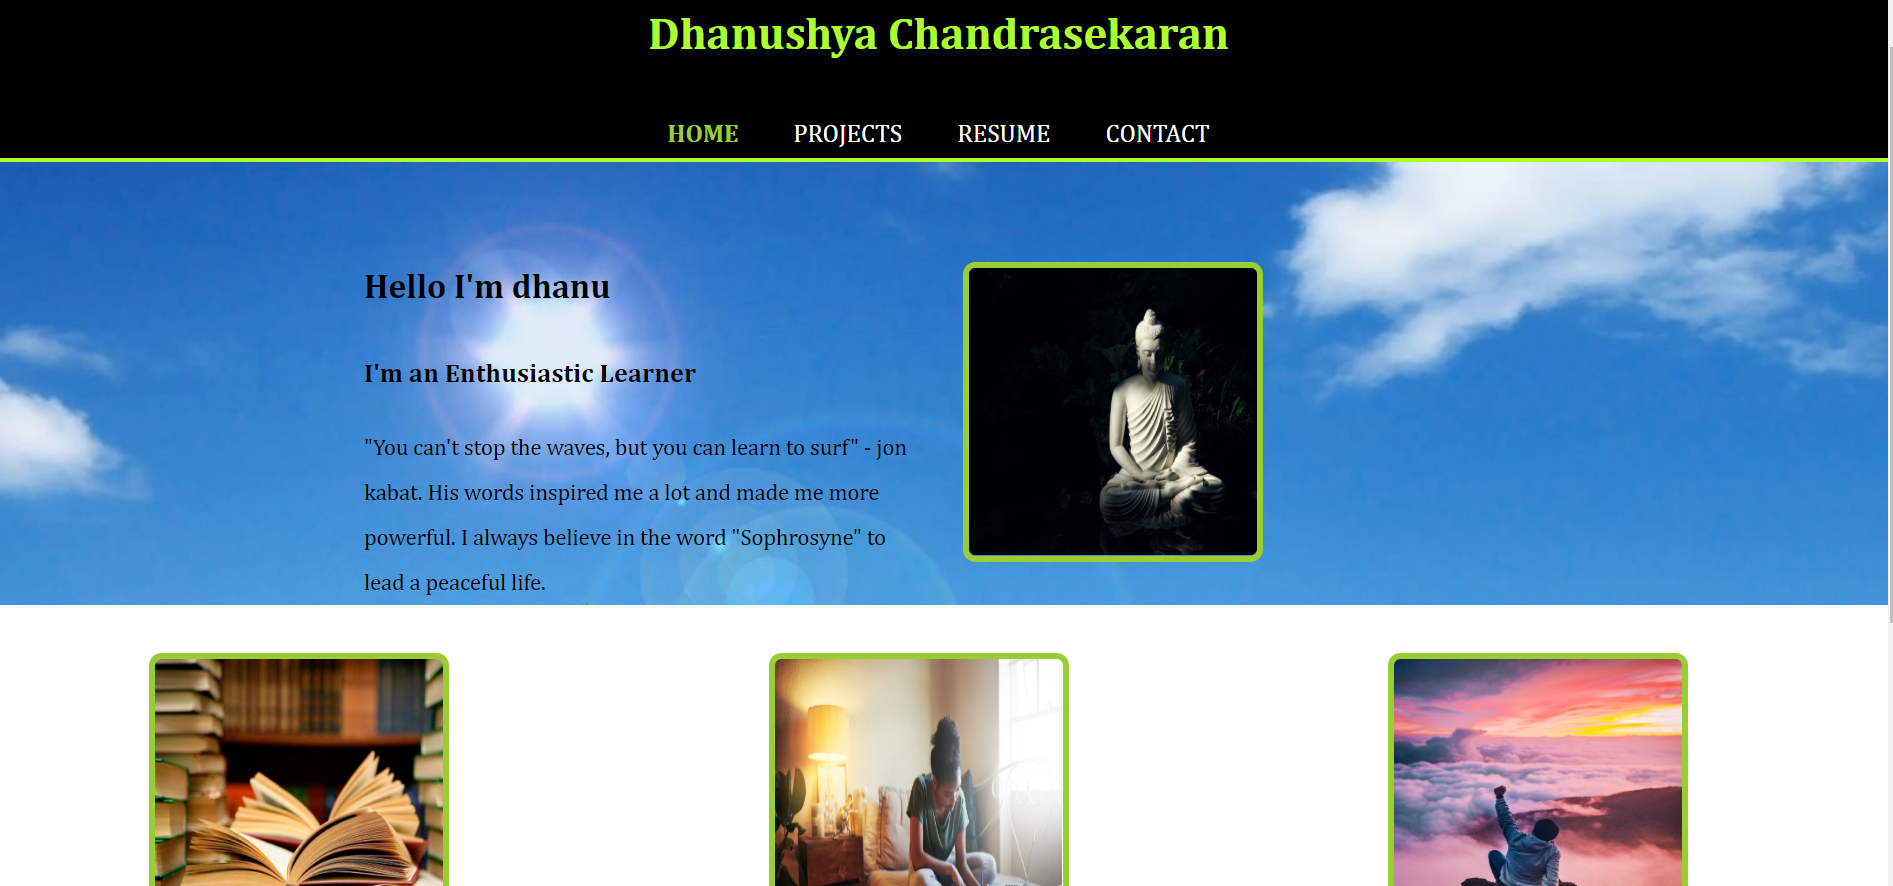 Dhanushya Chandrasekaran
HOME PROJECTS RESUME CONTACT
Hello I'm dhanu
I'm an Enthusiastic Learner
"You can't stop the waves, but you can learn to surf" - jon
kabat. His words inspired me a lot and made me more
powerful. I always believe in the word "Sophrosyne" to
lead a peaceful life.